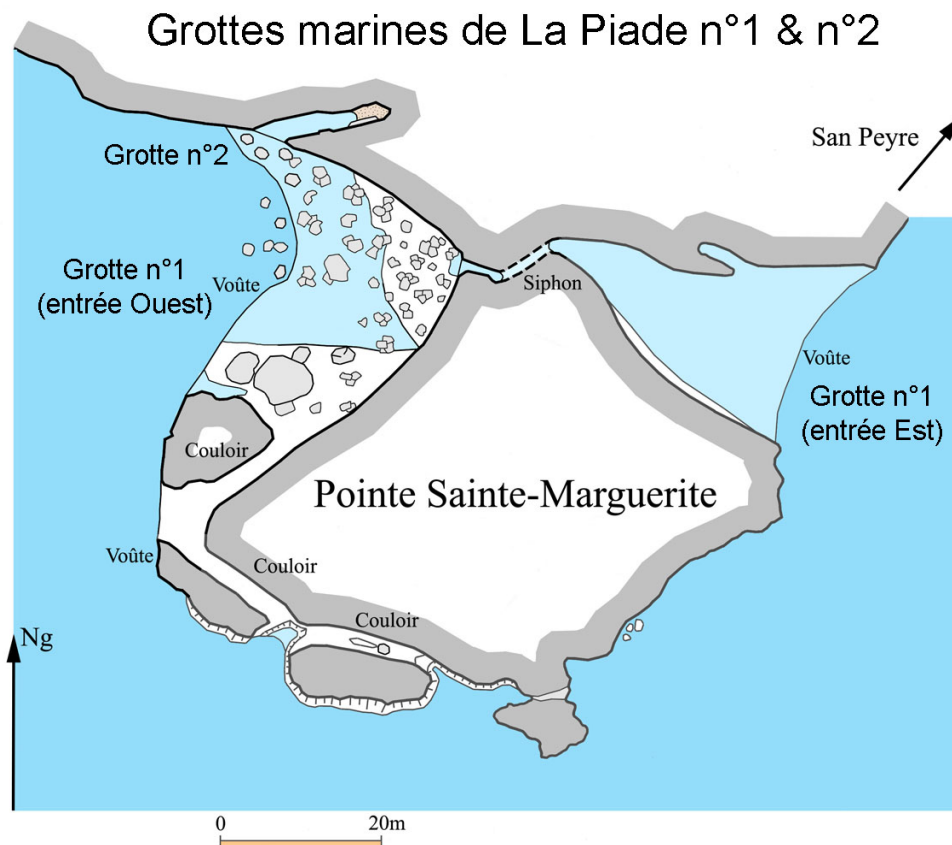 Grottes marines de La Piade n°1 & n°2
San Peyre
Grotte n°2
Grotte n°1
(entrée Ouest)
Voûte
Siphon
Voûte
Grotte n°1
(entrée Est)
Couloir
Pointe Sainte-Marguerite
Voûte
Couloir
Couloir
Ng
0 20m